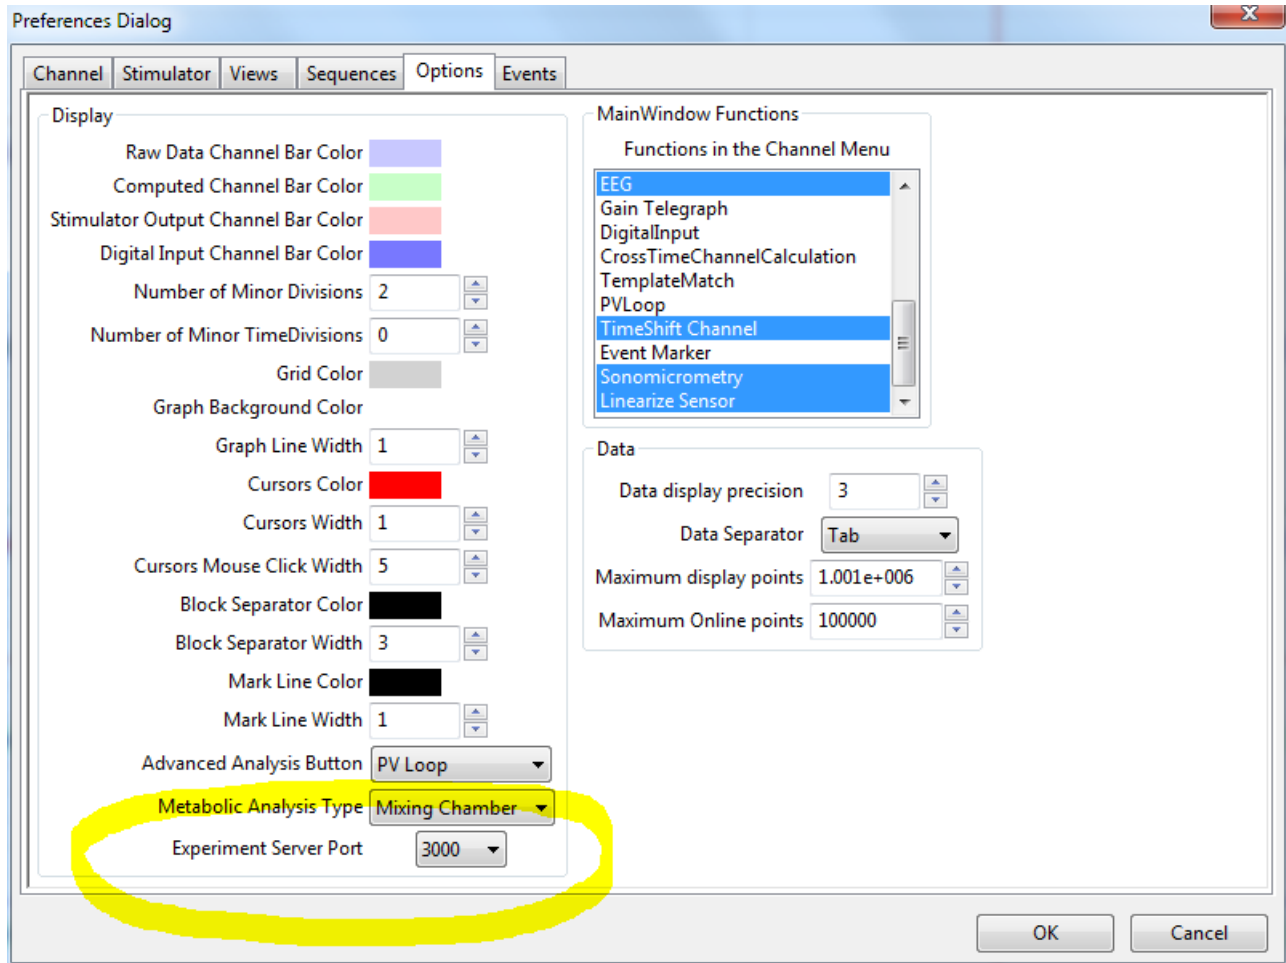 Preferences Dialog
x
Channel Stimulator Views Sequences Options Events
Display
Raw Data Channel Bar Color
Computed Channel Bar Color
Stimulator Output Channel Bar Color
Digital Input Channel Bar Color
Number of Minor Divisions 2
Number of Minor TimeDivisions 0
Grid Color
Graph Background Color
Graph Line Width 1
Cursors Color
Cursors Width 1
Cursors Mouse Click Width 5
Block Separator Color
Block Separator Width 3
Mark Line Color
Mark Line Width 1
Advanced Analysis Button PV Loop
Metabolic Analysis Type Mixing Chamber
Experiment Server Port 3000
MainWindow Functions
Functions in the Channel Menu
EEG
Gain Telegraph
DigitalInput
CrossTimeChannelCalculation
TemplateMatch
PVLoop
TimeShift Channel
Event Marker
Sonomicrometry
Linearize Sensor
Data
Data display precision 3
Data Separator Tab
Maximum display points 1.001e+006
Maximum Online points 100000
OK Cancel